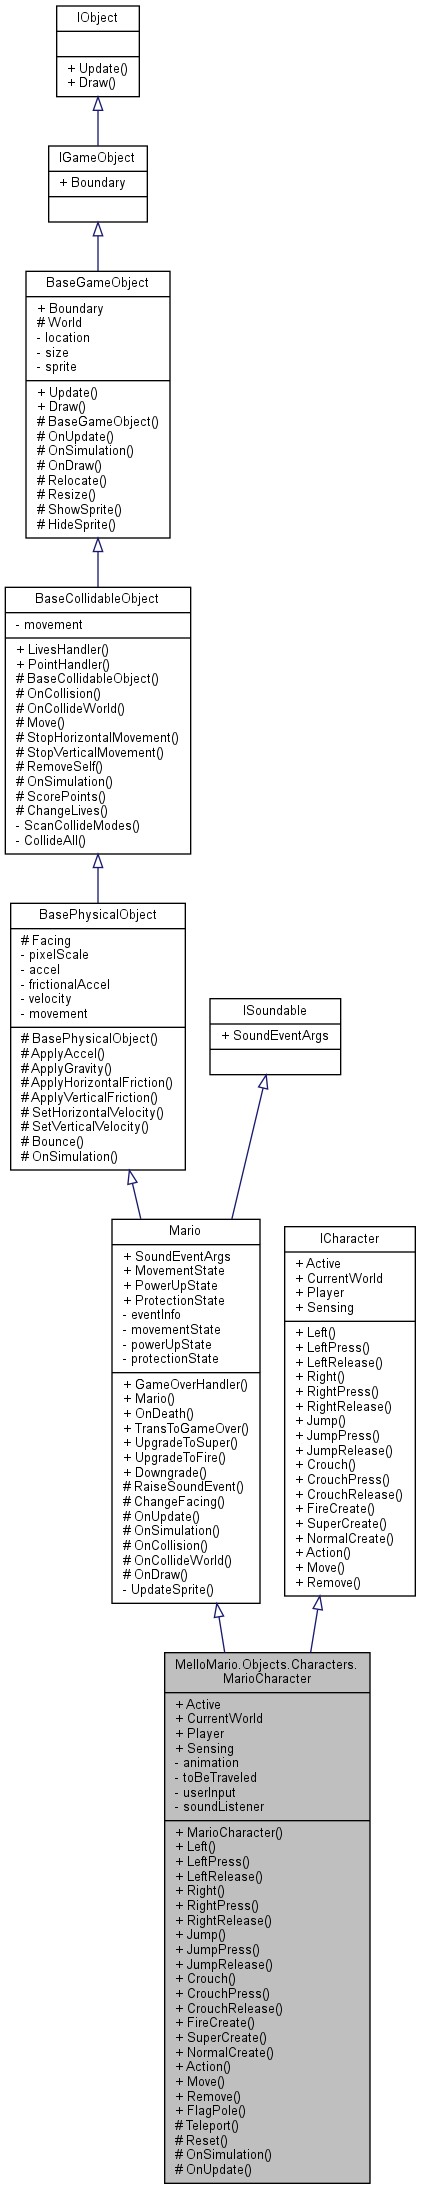 IObject
+ Update()
+ Draw()
IGameObject
+ Boundary
BaseGameObject
+ Boundary
# World
- location
- size
- sprite
+ Update()
+ Draw()
# BaseGameObject()
# OnUpdate()
# OnSimulation()
# OnDraw()
# Relocate()
# Resize()
# ShowSprite()
# HideSprite()
BaseCollidableObject
- movement
+ LivesHandler()
+ PointHandler()
# BaseCollidableObject()
# OnCollision()
# OnCollideWorld()
# Move()
# StopHorizontalMovement()
# StopVerticalMovement()
# RemoveSelf()
# OnSimulation()
# ScorePoints()
# ChangeLives()
- ScanCollideModes()
- CollideAll()
BasePhysicalObject
# Facing
- pixelScale
- accel
- frictionalAccel
- velocity
- movement
# BasePhysicalObject()
# ApplyAccel()
# ApplyGravity()
# ApplyHorizontalFriction()
# ApplyVerticalFriction()
# SetHorizontalVelocity()
# SetVerticalVelocity()
# Bounce()
# OnSimulation()
ISoundable
+ SoundEventArgs
Mario
+ SoundEventArgs
+ MovementState
+ PowerUpState
+ ProtectionState
- eventInfo
- movementState
- powerUpState
- protectionState
+ GameOverHandler()
+ Mario()
+ OnDeath()
+ TransToGameOver()
+ UpgradeToSuper()
+ UpgradeToFire()
+ Downgrade()
# RaiseSoundEvent()
# ChangeFacing()
# OnUpdate()
# OnSimulation()
# OnCollision()
# OnCollideWorld()
# OnDraw()
- UpdateSprite()
ICharacter
+ Active
+ CurrentWorld
+ Player
+ Sensing
+ Left()
+ LeftPress()
+ LeftRelease()
+ Right()
+ RightPress()
+ RightRelease()
+ Jump()
+ JumpPress()
+ JumpRelease()
+ Crouch()
+ CrouchPress()
+ CrouchRelease()
+ FireCreate()
+ SuperCreate()
+ NormalCreate()
+ Action()
+ Move()
+ Remove()
MelloMario.Objects.Characters.
MarioCharacter
+ Active
+ CurrentWorld
+ Player
+ Sensing
- animation
- toBeTraveled
- userInput
- soundListener
+ MarioCharacter()
+ Left()
+ LeftPress()
+ LeftRelease()
+ Right()
+ RightPress()
+ RightRelease()
+ Jump()
+ JumpPress()
+ JumpRelease()
+ Crouch()
+ CrouchPress()
+ CrouchRelease()
+ FireCreate()
+ SuperCreate()
+ NormalCreate()
+ Action()
+ Move()
+ Remove()
+ FlagPole()
# Teleport()
# Reset()
# OnSimulation()
# OnUpdate()